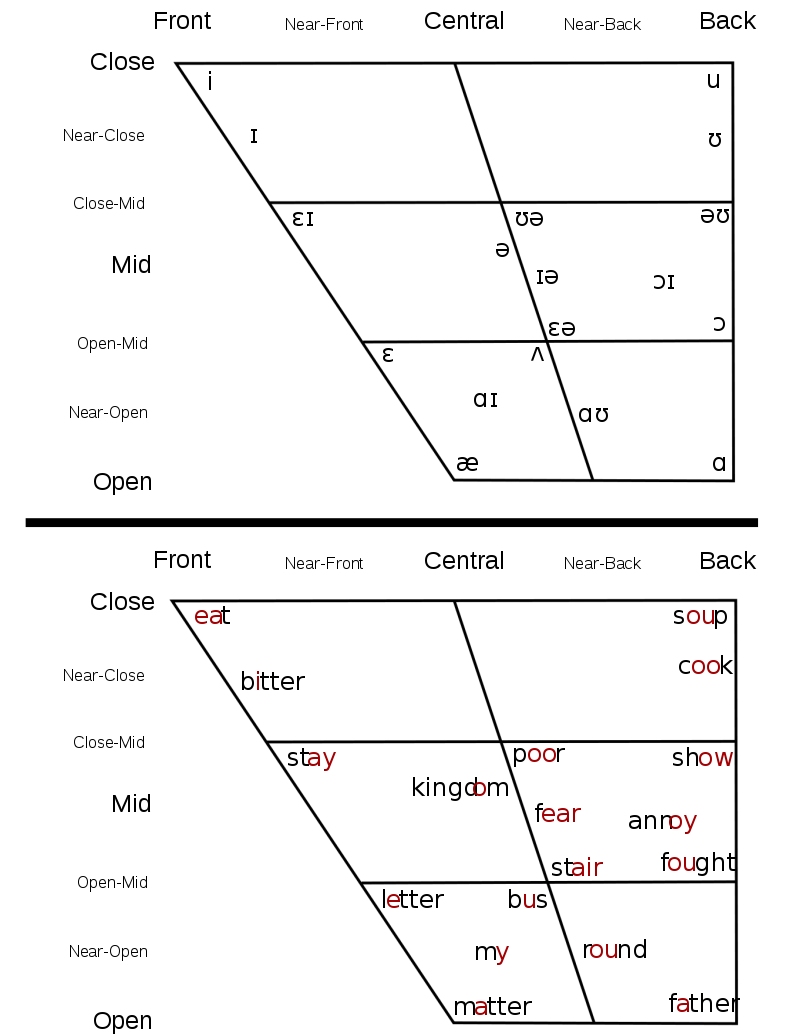 Front Near-Front Central Near-Back Back
Close
i u
Near-Close ɪ ʊ
Close-Mid
ɛɪ ʊə əʊ
Mid ə
ɪə ɔɪ
ɛə ɔ
Open-Mid
ɛ ʌ
ɑɪ
Near-Open ɑʊ
æ ɑ
Open
Front Near-Front Central Near-Back Back
Close
eat soup
cook
Near-Close bitter
Close-Mid
stay poor show
kingdom
Mid
fear annoy
stair fought
Open-Mid
letter bus
Near-Open my round
matter father
Open